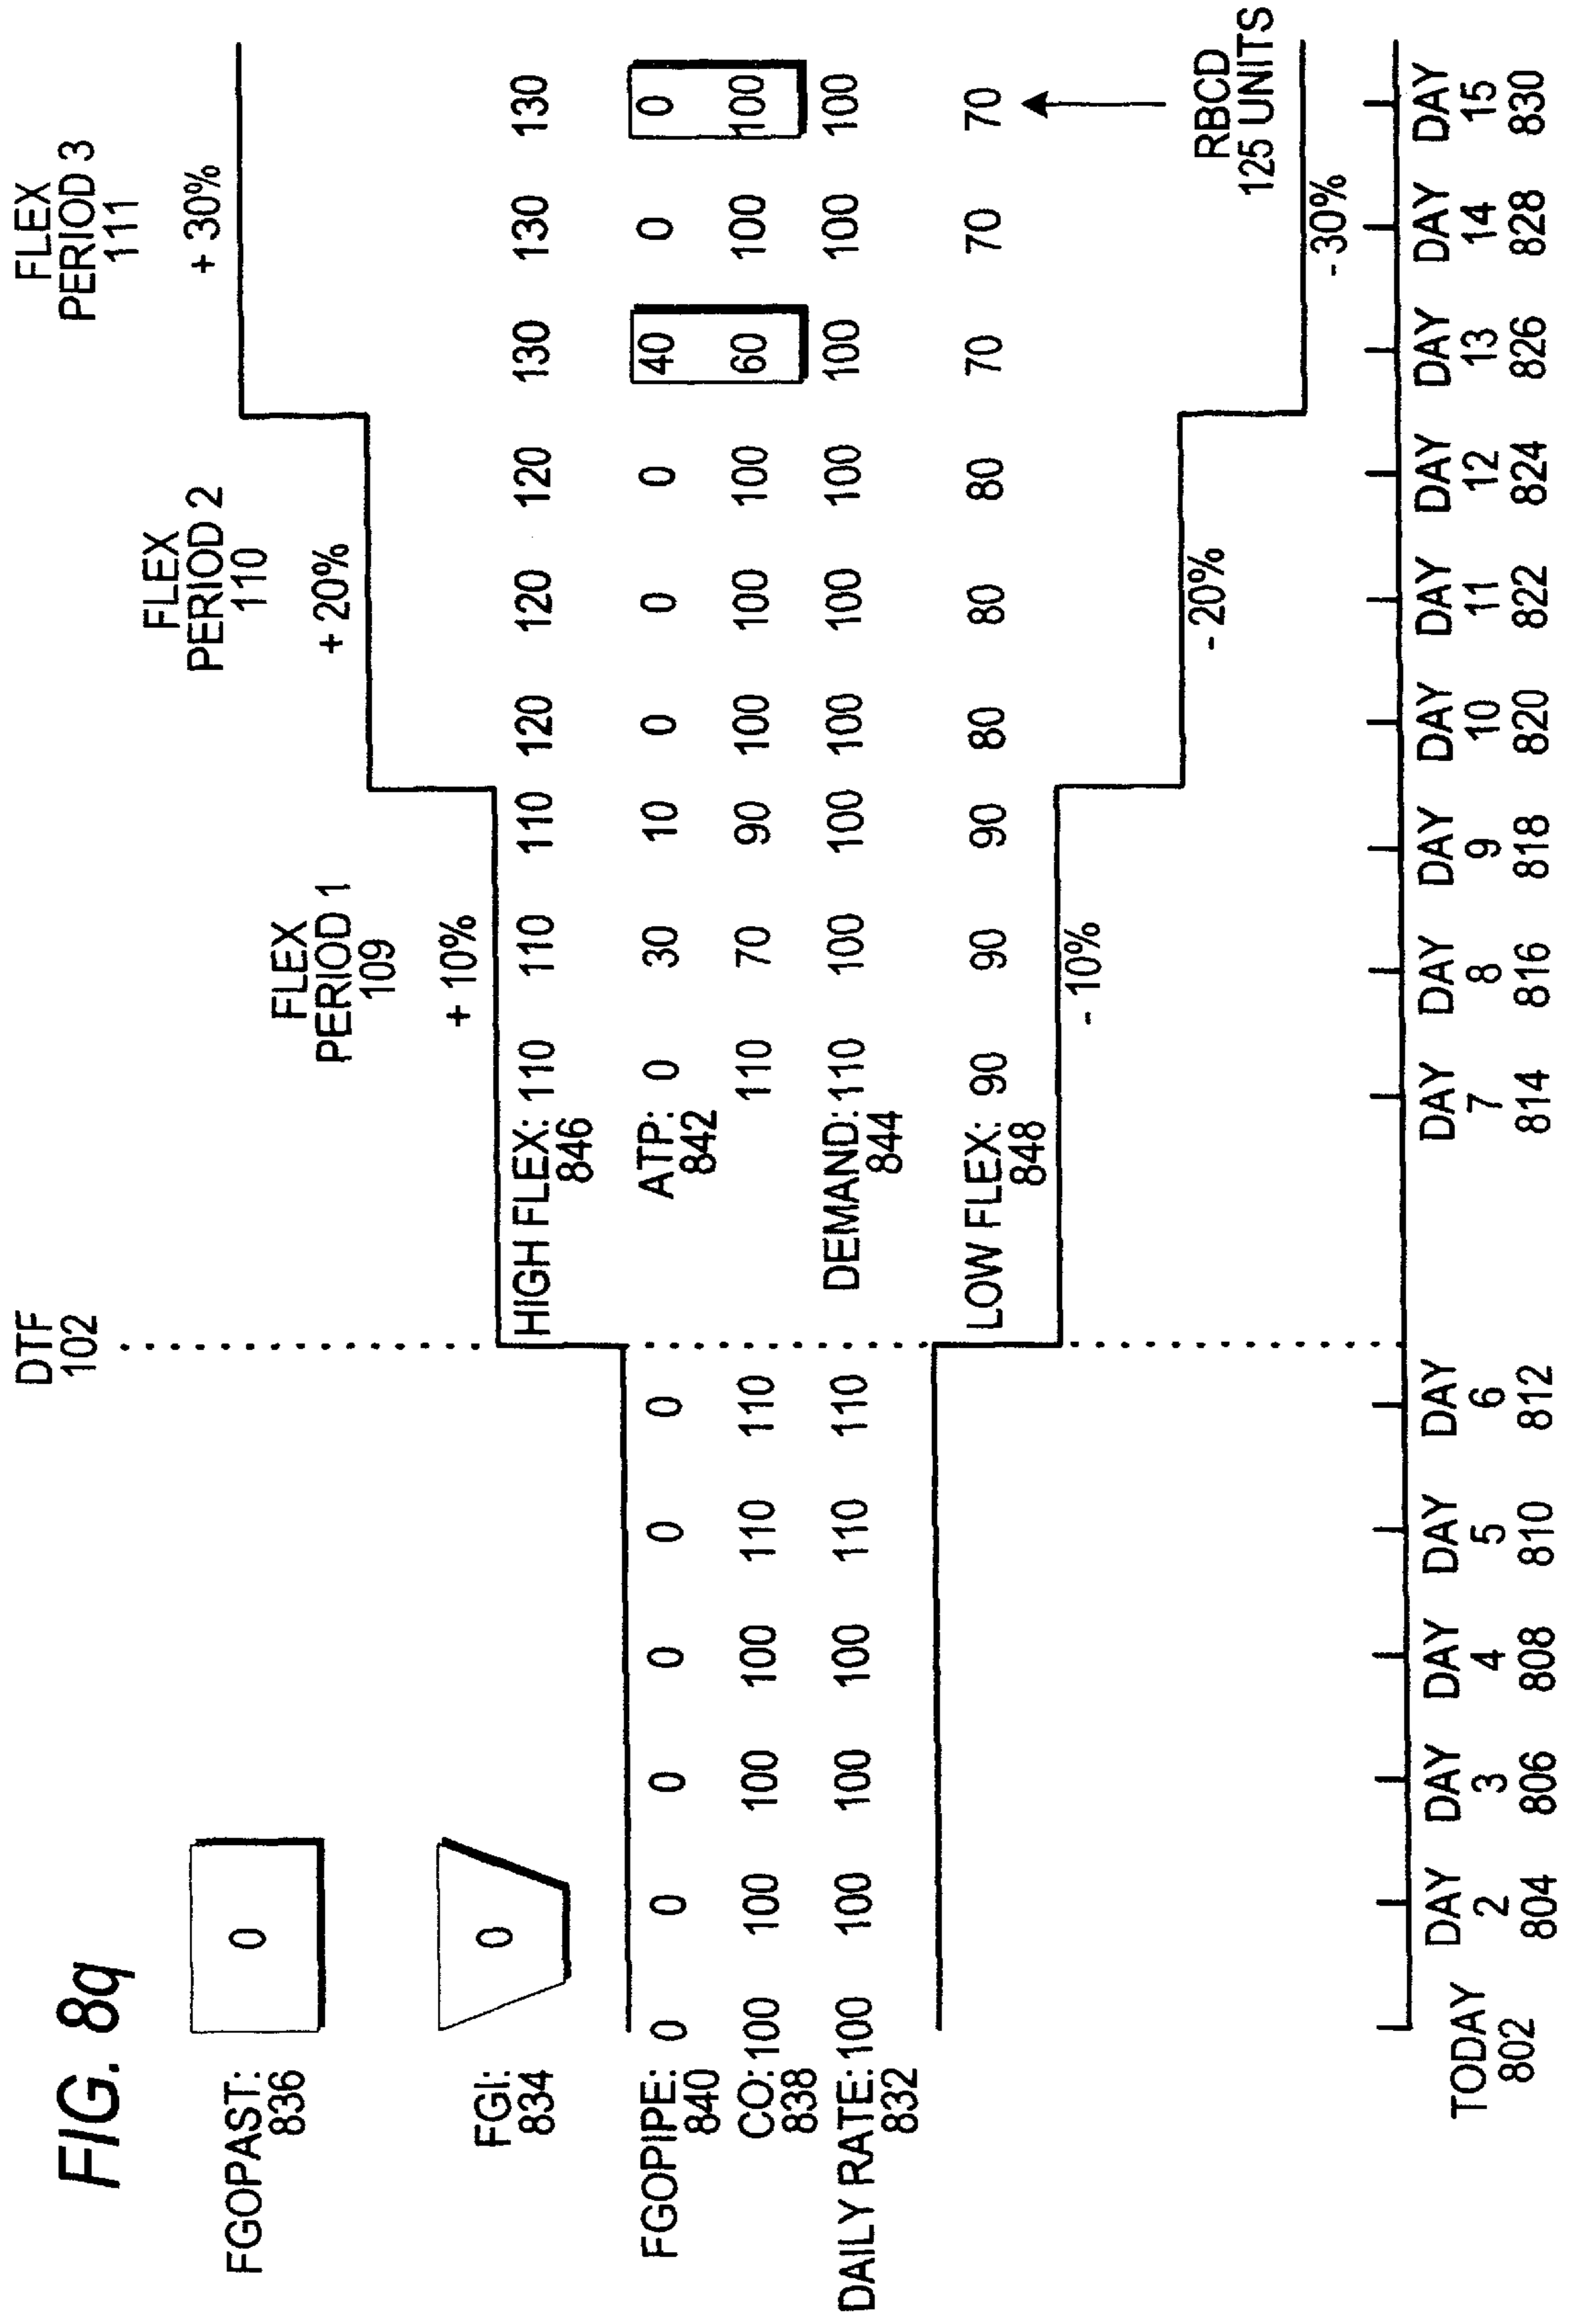 FIG. 8q
FGOPAST:
836
0
FGI:
834
0
DTF
102
FLEX
PERIOD 1
109
+ 10%
FLEX
PERIOD 2
110
+ 20%
FLEX
PERIOD 3
111
+ 30%
HIGH FLEX: 110 110 110 120 120 120 130 130 130
846
FGOPIPE: 0 0 0 0 0 0
840
ATP: 0 30 10 0 0 0 40 0 0
842
CO: 100 100 100 100 110 110 110 70 90 100 100 100 60 100 100
838
DAILY RATE: 100 100 100 100 110 110
832
DEMAND: 110 100 100 100 100 100 100 100 100
844
LOW FLEX: 90 90 90 80 80 80 70 70 70
848
- 10%
- 20%
- 30%
RBCD
125 UNITS
TODAY
802
DAY
2
804
DAY
3
806
DAY
4
808
DAY
5
810
DAY
6
812
DAY
7
814
DAY
8
816
DAY
9
818
DAY
10
820
DAY
11
822
DAY
12
824
DAY
13
826
DAY
14
828
DAY
15
830